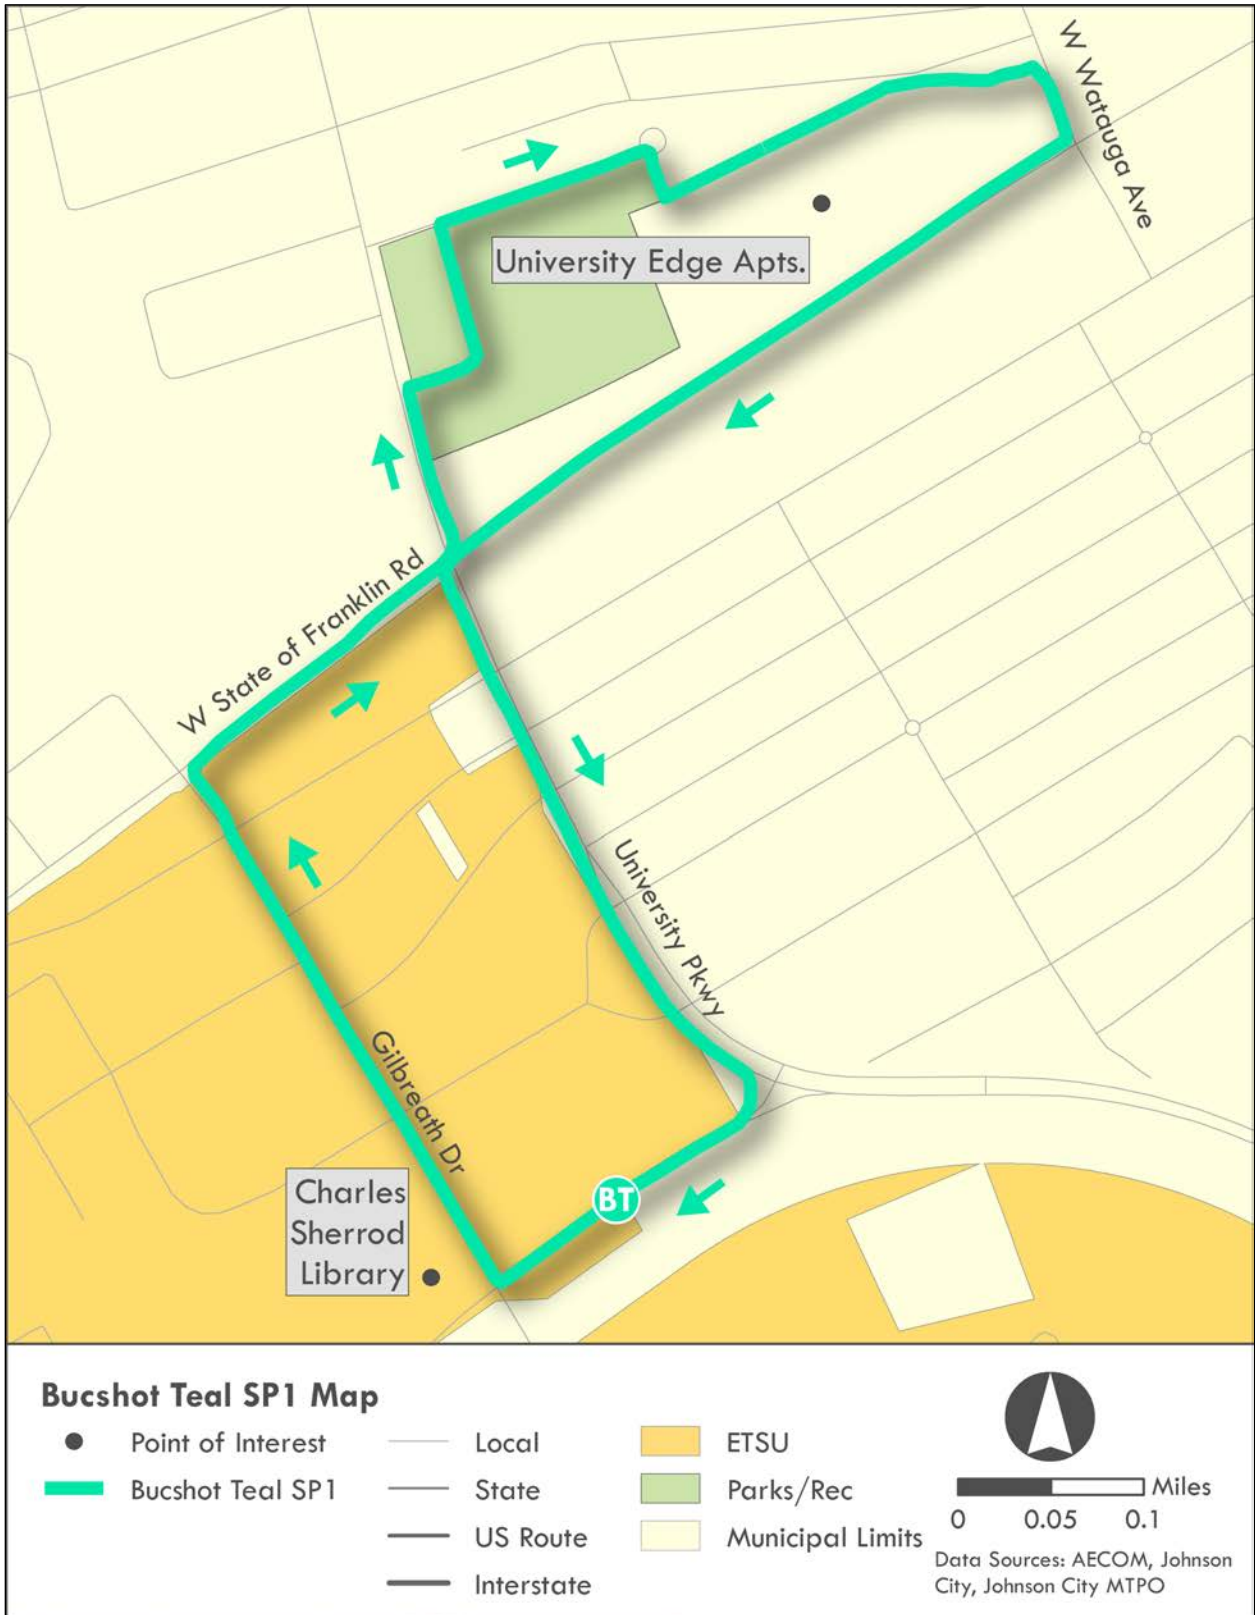 W Watauga Ave
University Edge Apts.
W State of Franklin Rd
University Pkwy
Gilbreath Dr
BT
Charles
Sherrod
Library
Bucshot Teal SP1 Map
Point of Interest
Bucshot Teal SP1
Local
State
US Route
Interstate
ETSU
Parks/Rec
Municipal Limits
Miles
0 0.05 0.1
Data Sources: AECOM, Johnson
City, Johnson City MTPO